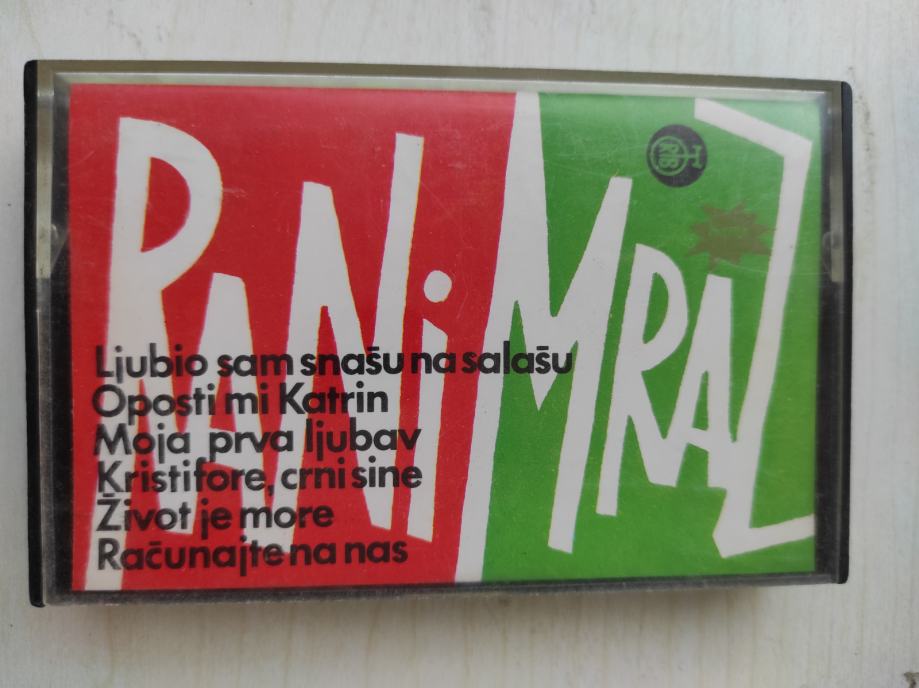 RANI MRAZ
Ljubio sam snašu na salašu
Oposti mi Katrin
Moja prva ljubav
Kristifore, crni sine
Život je more
Računajte na nas